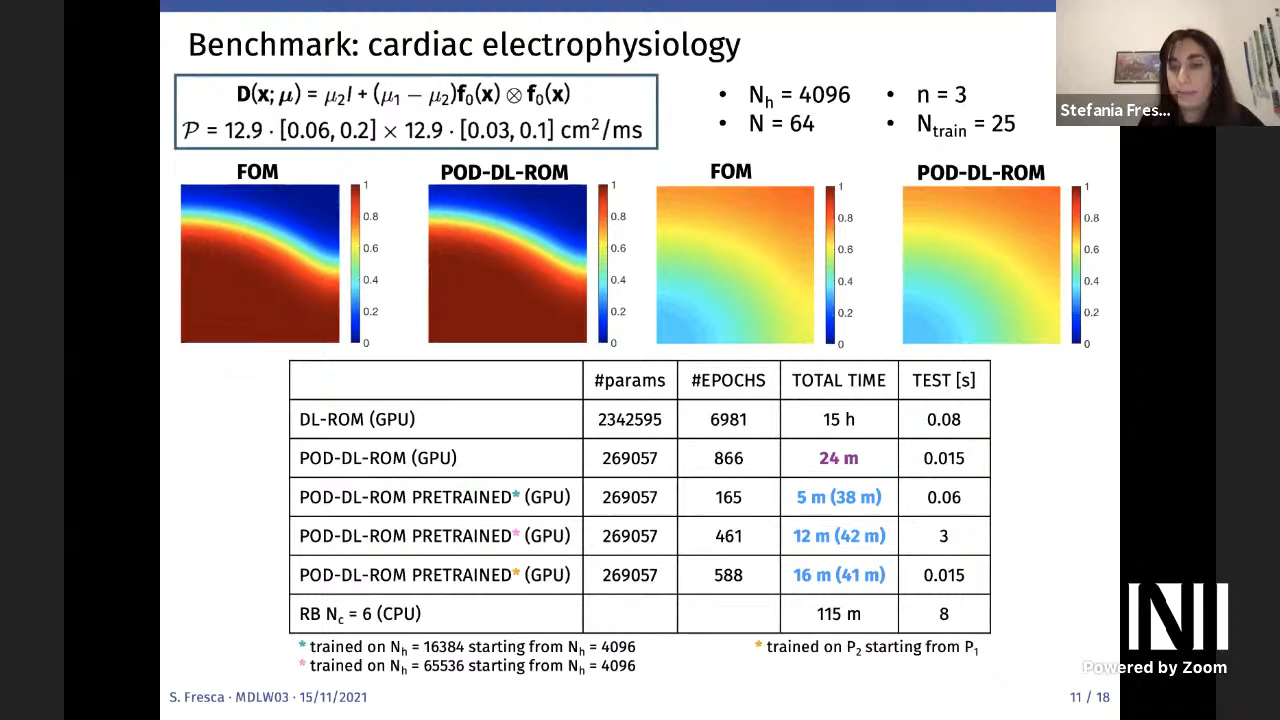 Benchmark: cardiac electrophysiology
Stefania Fres...
D(x; μ) = μ₂I + (μ₁ − μ₂)f₀(x) ⊗ f₀(x)
𝒫 = 12.9 · [0.06, 0.2] × 12.9 · [0.03, 0.1] cm²/ms
• N_h = 4096 • n = 3
• N = 64 • N_train = 25
FOM POD-DL-ROM FOM POD-DL-ROM
1 1 1 1
0.8 0.8 0.8 0.8
0.6 0.6 0.6 0.6
0.4 0.4 0.4 0.4
0.2 0.2 0.2 0.2
0 0 0 0
#params #EPOCHS TOTAL TIME TEST [s]
DL-ROM (GPU) 2342595 6981 15 h 0.08
POD-DL-ROM (GPU) 269057 866 24 m 0.015
POD-DL-ROM PRETRAINED* (GPU) 269057 165 5 m (38 m) 0.06
POD-DL-ROM PRETRAINED* (GPU) 269057 461 12 m (42 m) 3
POD-DL-ROM PRETRAINED* (GPU) 269057 588 16 m (41 m) 0.015
RB N_c = 6 (CPU) 115 m 8
* trained on N_h = 16384 starting from N_h = 4096 * trained on P₂ starting from P₁
* trained on N_h = 65536 starting from N_h = 4096
NI
Powered by Zoom
S. Fresca · MDLW03 · 15/11/2021 11 / 18